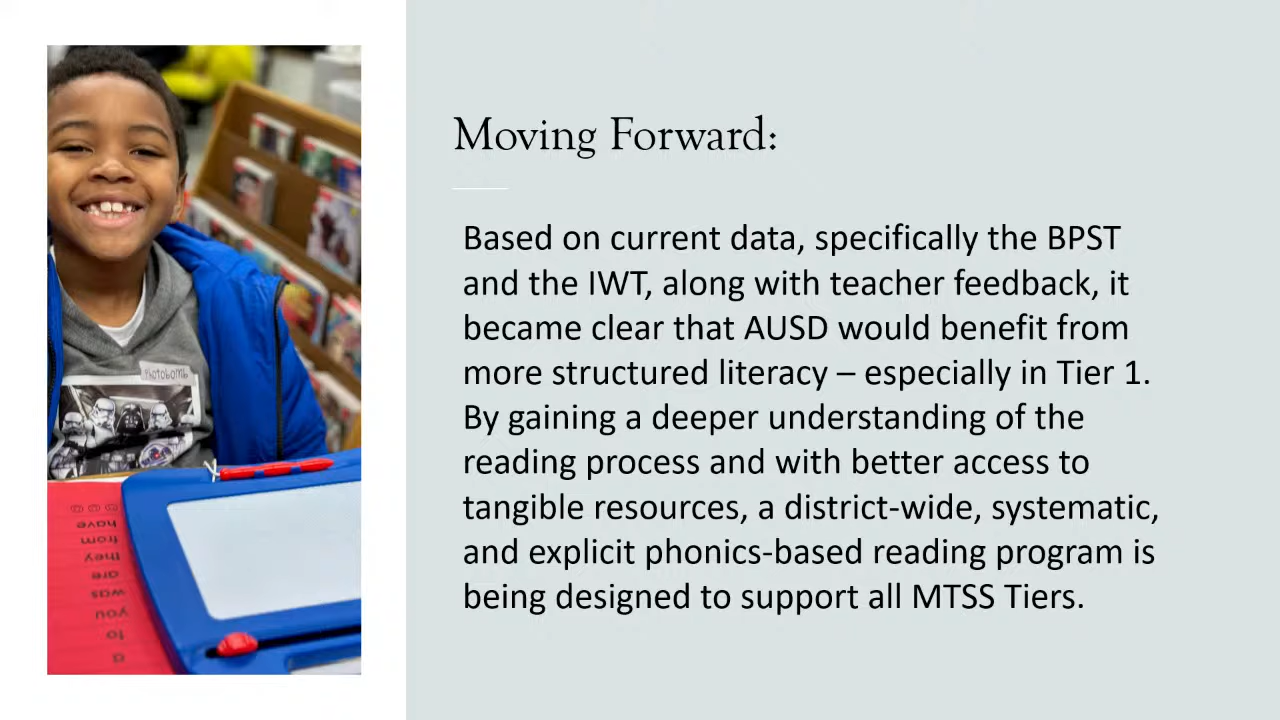 Moving Forward:
Based on current data, specifically the BPST
and the IWT, along with teacher feedback, it
became clear that AUSD would benefit from
more structured literacy – especially in Tier 1.
By gaining a deeper understanding of the
reading process and with better access to
tangible resources, a district-wide, systematic,
and explicit phonics-based reading program is
being designed to support all MTSS Tiers.
Photobomb
a
to
you
was
are
they
from
have